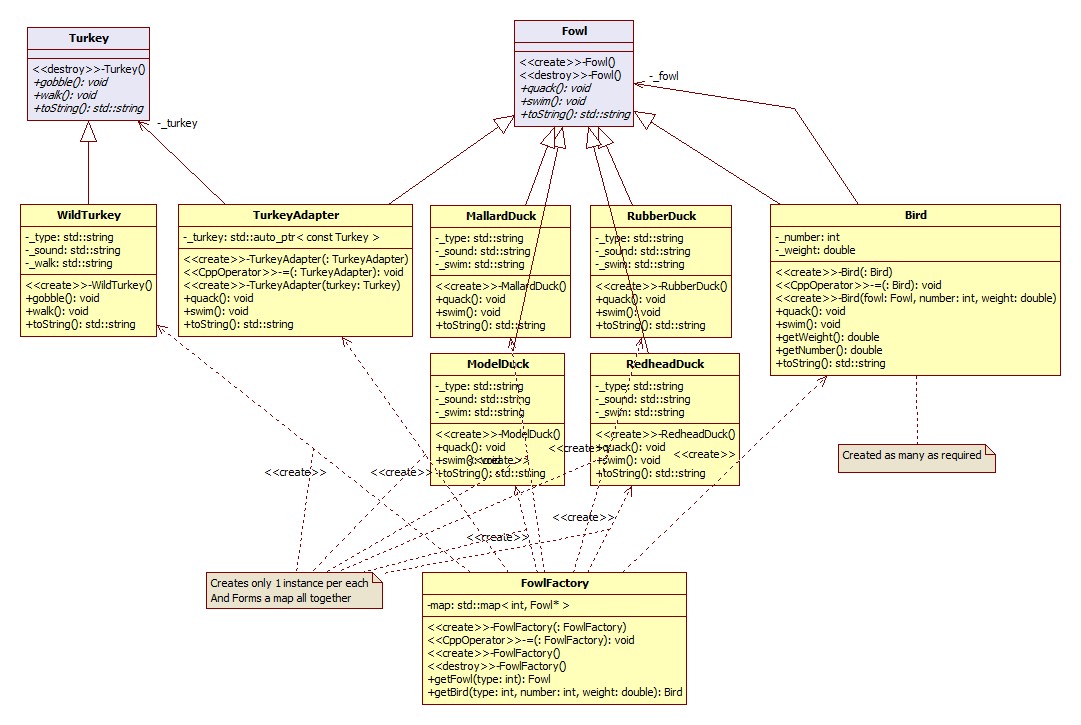 Turkey
<<destroy>>-Turkey()
+gobble(): void
+walk(): void
+toString(): std::string
Fowl
<<create>>-Fowl()
<<destroy>>-Fowl()
+quack(): void
+swim(): void
+toString(): std::string
-_fowl
-_turkey
WildTurkey
-_type: std::string
-_sound: std::string
-_walk: std::string
<<create>>-WildTurkey()
+gobble(): void
+walk(): void
+toString(): std::string
TurkeyAdapter
-_turkey: std::auto_ptr< const Turkey >
<<create>>-TurkeyAdapter(: TurkeyAdapter)
<<CppOperator>>-=(: TurkeyAdapter): void
<<create>>-TurkeyAdapter(turkey: Turkey)
+quack(): void
+swim(): void
+toString(): std::string
MallardDuck
-_type: std::string
-_sound: std::string
-_swim: std::string
<<create>>-MallardDuck()
+quack(): void
+swim(): void
+toString(): std::string
RubberDuck
-_type: std::string
-_sound: std::string
-_swim: std::string
<<create>>-RubberDuck()
+quack(): void
+swim(): void
+toString(): std::string
Bird
-_number: int
-_weight: double
<<create>>-Bird(: Bird)
<<CppOperator>>-=(: Bird): void
<<create>>-Bird(fowl: Fowl, number: int, weight: double)
+quack(): void
+swim(): void
+getWeight(): double
+getNumber(): double
+toString(): std::string
ModelDuck
-_type: std::string
-_sound: std::string
-_swim: std::string
<<create>>-ModelDuck()
+quack(): void
+swim(): void
+toString(): std::string
RedheadDuck
-_type: std::string
-_sound: std::string
-_swim: std::string
<<create>>-RedheadDuck()
+quack(): void
+swim(): void
+toString(): std::string
<<create>>
<<create>>
<<create>>
<<create>>
<<create>>
<<create>>
<<create>>
Created as many as required
Creates only 1 instance per each
And Forms a map all together
FowlFactory
-map: std::map< int, Fowl* >
<<create>>-FowlFactory(: FowlFactory)
<<CppOperator>>-=(: FowlFactory): void
<<create>>-FowlFactory()
<<destroy>>-FowlFactory()
+getFowl(type: int): Fowl
+getBird(type: int, number: int, weight: double): Bird